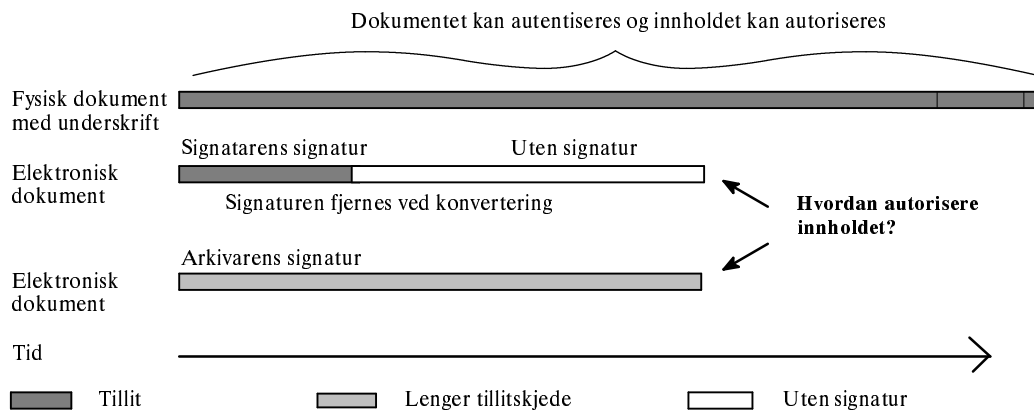 Dokumentet kan autentiseres og innholdet kan autoriseres
Fysisk dokument
med underskrift
Signatarens signatur
Uten signatur
Elektronisk
dokument
Signaturen fjernes ved konvertering
Hvordan autorisere
innholdet?
Arkivarens signatur
Elektronisk
dokument
Tid
Tillit
Lenger tillitskjede
Uten signatur